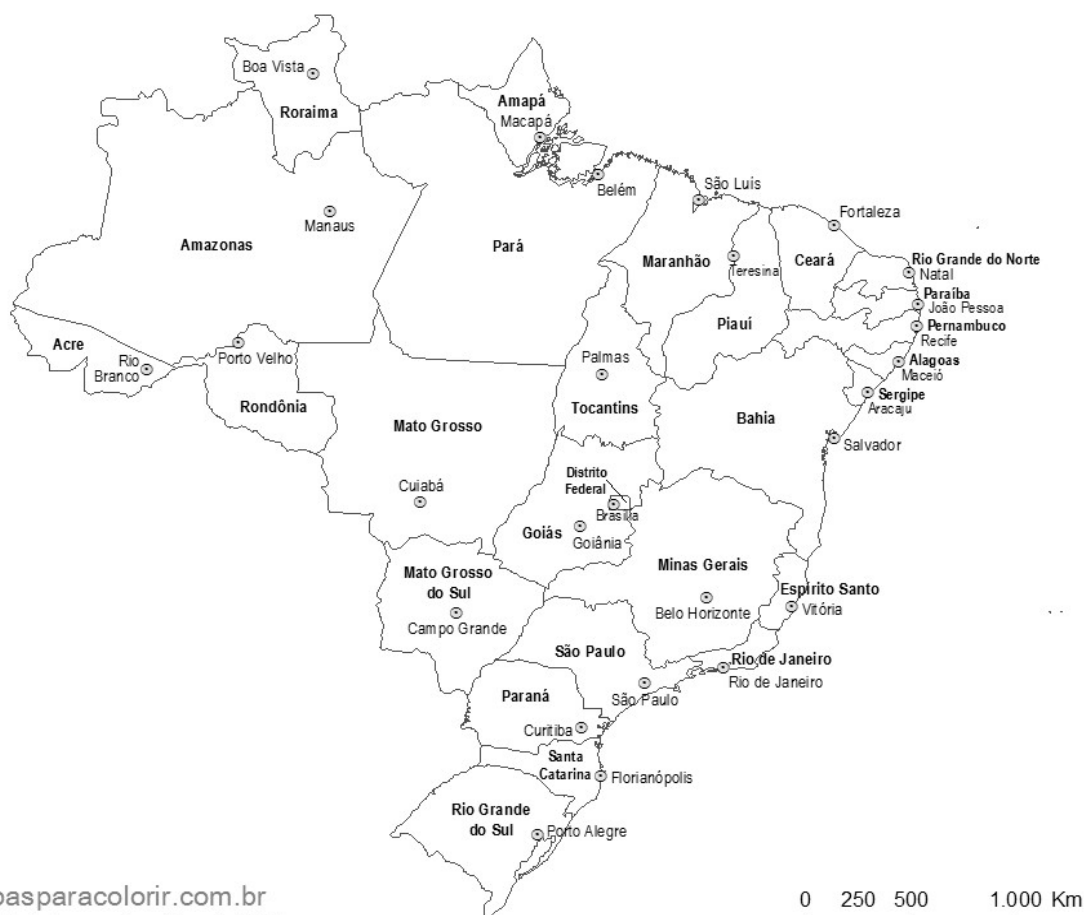 Boa Vista
Roraima
Amapá
Macapá
Belém
São Luís
Fortaleza
Manaus
Amazonas
Pará
Maranhão
Teresina
Ceará
Rio Grande do Norte
Natal
Paraíba
João Pessoa
Piauí
Pernambuco
Recife
Acre
Rio
Branco
Porto Velho
Rondônia
Palmas
Tocantins
Alagoas
Maceió
Sergipe
Aracaju
Mato Grosso
Bahia
Salvador
Cuiabá
Distrito
Federal
Brasília
Goiás
Goiânia
Minas Gerais
Belo Horizonte
Espírito Santo
Vitória
Mato Grosso
do Sul
Campo Grande
São Paulo
São Paulo
Rio de Janeiro
Rio de Janeiro
Paraná
Curitiba
Santa
Catarina
Florianópolis
Rio Grande
do Sul
Porto Alegre
pasparacolorir.com.br
0 250 500 1.000 Km